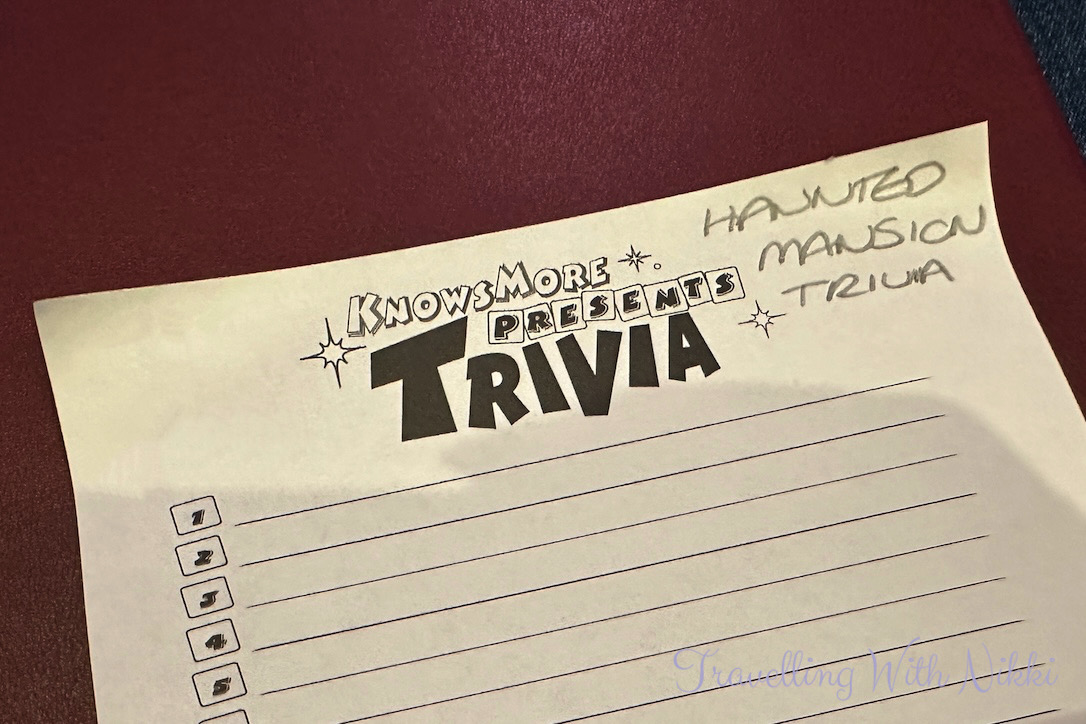 HAUNTED
MANSION
TRIVIA
KNOWSMORE
PRESENTS
TRIVIA
1
2
3
4
5
Travelling With Nikki